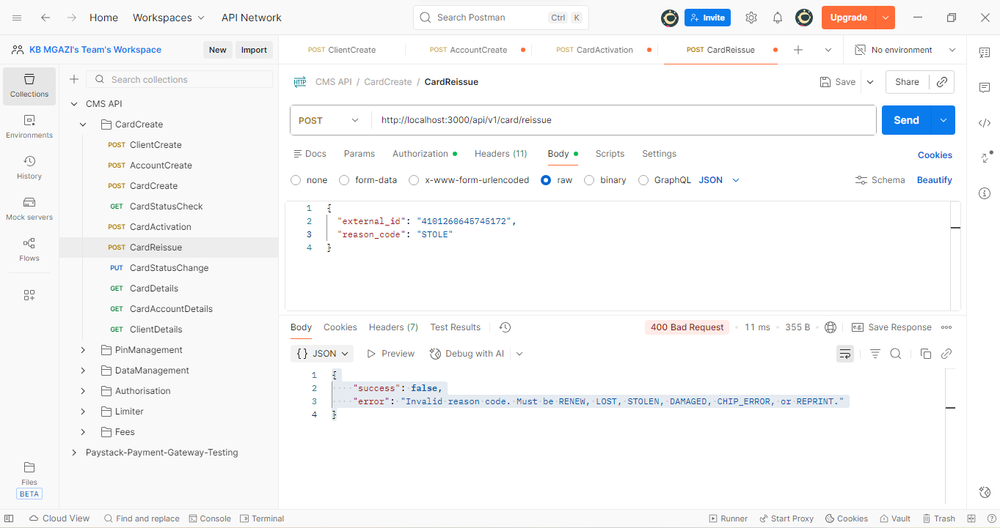 Home Workspaces API Network Search Postman Ctrl K Invite Upgrade
KB MGAZI's Team's Workspace New Import POST ClientCreate POST AccountCreate POST CardActivation POST CardReissue No environment
Collections
Environments
History
Mock servers
Flows
Files
BETA
Search collections
CMS API
CardCreate
POST ClientCreate
POST AccountCreate
POST CardCreate
GET CardStatusCheck
POST CardActivation
POST CardReissue
PUT CardStatusChange
GET CardDetails
GET CardAccountDetails
GET ClientDetails
PinManagement
DataManagement
Authorisation
Limiter
Fees
Paystack-Payment-Gateway-Testing
HTTP CMS API / CardCreate / CardReissue Save Share
POST http://localhost:3000/api/v1/card/reissue Send
Docs Params Authorization Headers (11) Body Scripts Settings Cookies
none form-data x-www-form-urlencoded raw binary GraphQL JSON Schema Beautify
1 {
2 "external_id": "4101260645745172",
3 "reason_code": "STOLE"
4 }
Body Cookies Headers (7) Test Results 400 Bad Request 11 ms 355 B e.g. Save Response
{} JSON Preview Debug with AI
1 {
2 "success": false,
3 "error": "Invalid reason code. Must be RENEW, LOST, STOLEN, DAMAGED, CHIP_ERROR, or REPRINT."
4 }
Cloud View Find and replace Console Terminal Runner Start Proxy Cookies Vault Trash